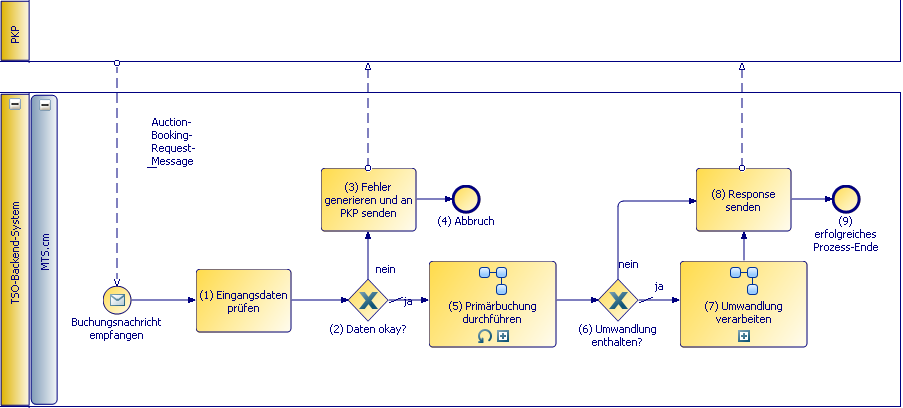 PKP
TSO-Backend-System
MTS.cm
Auction-
Booking-
Request-
_Message
Buchungsnachricht
empfangen
(1) Eingangsdaten
prüfen
(2) Daten okay?
nein
ja
(3) Fehler
generieren und an
PKP senden
(4) Abbruch
(5) Primärbuchung
durchführen
(6) Umwandlung
enthalten?
nein
ja
(7) Umwandlung
verarbeiten
(8) Response
senden
(9)
erfolgreiches
Prozess-Ende